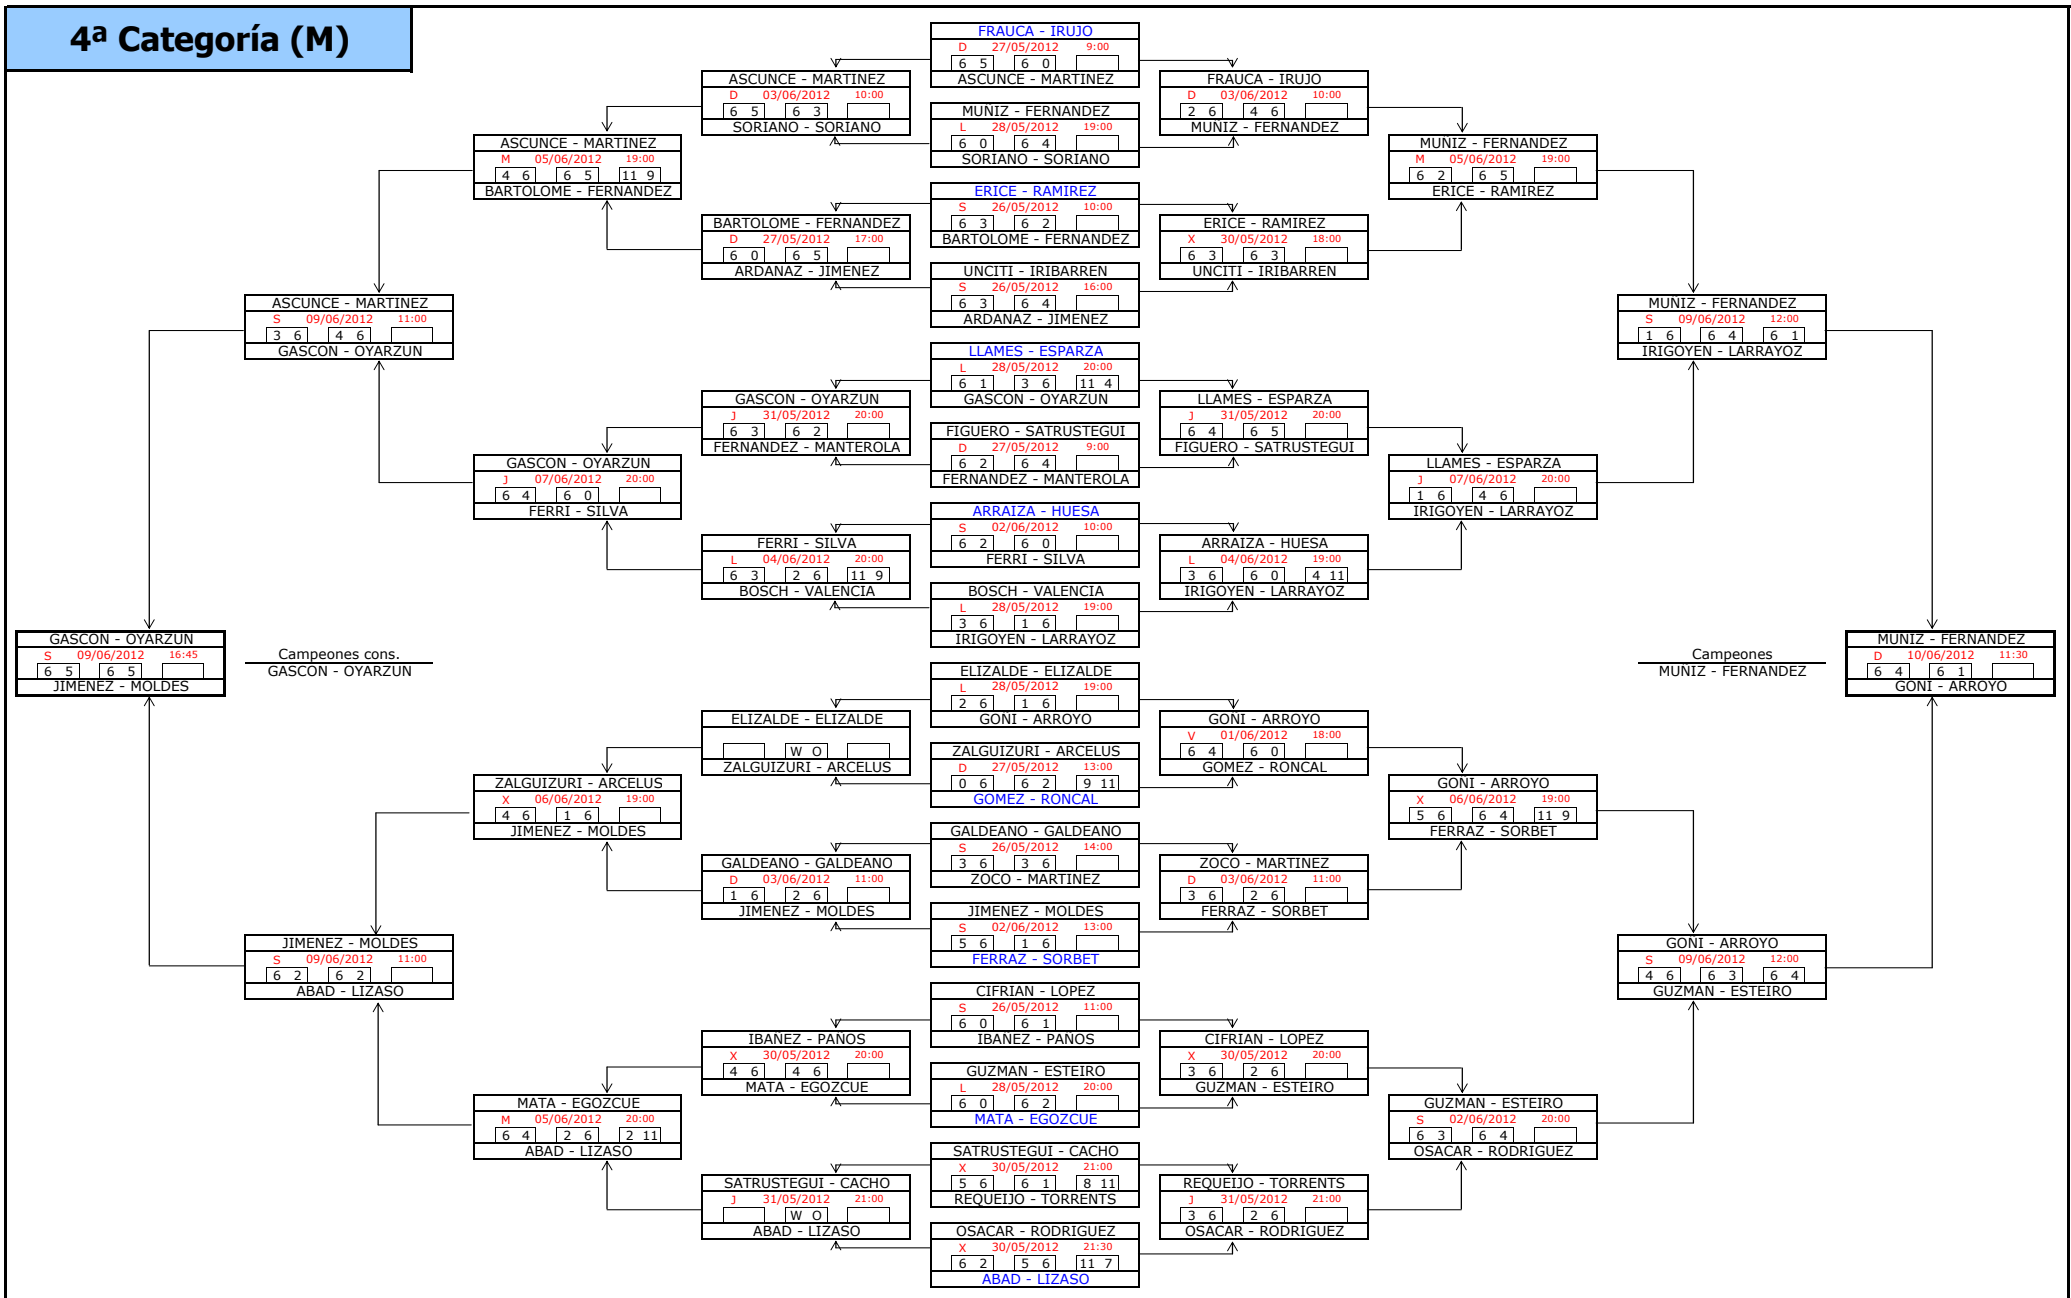 4ª Categoría (M)
FRAUCA - IRUJO
D 27/05/2012 9:00
6 5 6 0
ASCUNCE - MARTINEZ
MUÑIZ - FERNANDEZ
L 28/05/2012 19:00
6 0 6 4
SORIANO - SORIANO
ERICE - RAMIREZ
S 26/05/2012 10:00
6 3 6 2
BARTOLOME - FERNANDEZ
UNCITI - IRIBARREN
S 26/05/2012 16:00
6 3 6 4
ARDANAZ - JIMENEZ
LLAMES - ESPARZA
L 28/05/2012 20:00
6 1 3 6 11 4
GASCON - OYARZUN
FIGUERO - SATRUSTEGUI
D 27/05/2012 9:00
6 2 6 4
FERNANDEZ - MANTEROLA
ARRAIZA - HUESA
S 02/06/2012 10:00
6 2 6 0
FERRI - SILVA
BOSCH - VALENCIA
L 28/05/2012 19:00
3 6 1 6
IRIGOYEN - LARRAYOZ
ELIZALDE - ELIZALDE
L 28/05/2012 19:00
2 6 1 6
GOÑI - ARROYO
ZALGUIZURI - ARCELUS
D 27/05/2012 13:00
0 6 6 2 9 11
GOMEZ - RONCAL
GALDEANO - GALDEANO
S 26/05/2012 14:00
3 6 3 6
ZOCO - MARTINEZ
JIMENEZ - MOLDES
S 02/06/2012 13:00
5 6 1 6
FERRAZ - SORBET
CIFRIAN - LOPEZ
S 26/05/2012 11:00
6 0 6 1
IBAÑEZ - PAÑOS
GUZMAN - ESTEIRO
L 28/05/2012 20:00
6 0 6 2
MATA - EGOZCUE
SATRUSTEGUI - CACHO
X 30/05/2012 21:00
5 6 6 1 8 11
REQUEIJO - TORRENTS
OSACAR - RODRIGUEZ
X 30/05/2012 21:30
6 2 5 6 11 7
ABAD - LIZASO
ASCUNCE - MARTINEZ
D 03/06/2012 10:00
6 5 6 3
SORIANO - SORIANO
BARTOLOME - FERNANDEZ
D 27/05/2012 17:00
6 0 6 5
ARDANAZ - JIMENEZ
GASCON - OYARZUN
J 31/05/2012 20:00
6 3 6 2
FERNANDEZ - MANTEROLA
FERRI - SILVA
L 04/06/2012 20:00
6 3 2 6 11 9
BOSCH - VALENCIA
ELIZALDE - ELIZALDE
W O
ZALGUIZURI - ARCELUS
GALDEANO - GALDEANO
D 03/06/2012 11:00
1 6 2 6
JIMENEZ - MOLDES
IBAÑEZ - PAÑOS
X 30/05/2012 20:00
4 6 4 6
MATA - EGOZCUE
SATRUSTEGUI - CACHO
J 31/05/2012 21:00
W O
ABAD - LIZASO
ASCUNCE - MARTINEZ
M 05/06/2012 19:00
4 6 6 5 11 9
BARTOLOME - FERNANDEZ
GASCON - OYARZUN
J 07/06/2012 20:00
6 4 6 0
FERRI - SILVA
ZALGUIZURI - ARCELUS
X 06/06/2012 19:00
4 6 1 6
JIMENEZ - MOLDES
MATA - EGOZCUE
M 05/06/2012 20:00
6 4 2 6 2 11
ABAD - LIZASO
ASCUNCE - MARTINEZ
S 09/06/2012 11:00
3 6 4 6
GASCON - OYARZUN
JIMENEZ - MOLDES
S 09/06/2012 11:00
6 2 6 2
ABAD - LIZASO
GASCON - OYARZUN
S 09/06/2012 16:45
6 5 6 5
JIMENEZ - MOLDES
Campeones cons.
GASCON - OYARZUN
FRAUCA - IRUJO
D 03/06/2012 10:00
2 6 4 6
MUÑIZ - FERNANDEZ
ERICE - RAMIREZ
X 30/05/2012 18:00
6 3 6 3
UNCITI - IRIBARREN
LLAMES - ESPARZA
J 31/05/2012 20:00
6 4 6 5
FIGUERO - SATRUSTEGUI
ARRAIZA - HUESA
L 04/06/2012 19:00
3 6 6 0 4 11
IRIGOYEN - LARRAYOZ
GOÑI - ARROYO
V 01/06/2012 18:00
6 4 6 0
GOMEZ - RONCAL
ZOCO - MARTINEZ
D 03/06/2012 11:00
3 6 2 6
FERRAZ - SORBET
CIFRIAN - LOPEZ
X 30/05/2012 20:00
3 6 2 6
GUZMAN - ESTEIRO
REQUEIJO - TORRENTS
J 31/05/2012 21:00
3 6 2 6
OSACAR - RODRIGUEZ
MUÑIZ - FERNANDEZ
M 05/06/2012 19:00
6 2 6 5
ERICE - RAMIREZ
LLAMES - ESPARZA
J 07/06/2012 20:00
1 6 4 6
IRIGOYEN - LARRAYOZ
GOÑI - ARROYO
X 06/06/2012 19:00
5 6 6 4 11 9
FERRAZ - SORBET
GUZMAN - ESTEIRO
S 02/06/2012 20:00
6 3 6 4
OSACAR - RODRIGUEZ
MUÑIZ - FERNANDEZ
S 09/06/2012 12:00
1 6 6 4 6 1
IRIGOYEN - LARRAYOZ
GOÑI - ARROYO
S 09/06/2012 12:00
4 6 6 3 6 4
GUZMAN - ESTEIRO
Campeones
MUÑIZ - FERNANDEZ
MUÑIZ - FERNANDEZ
D 10/06/2012 11:30
6 4 6 1
GOÑI - ARROYO